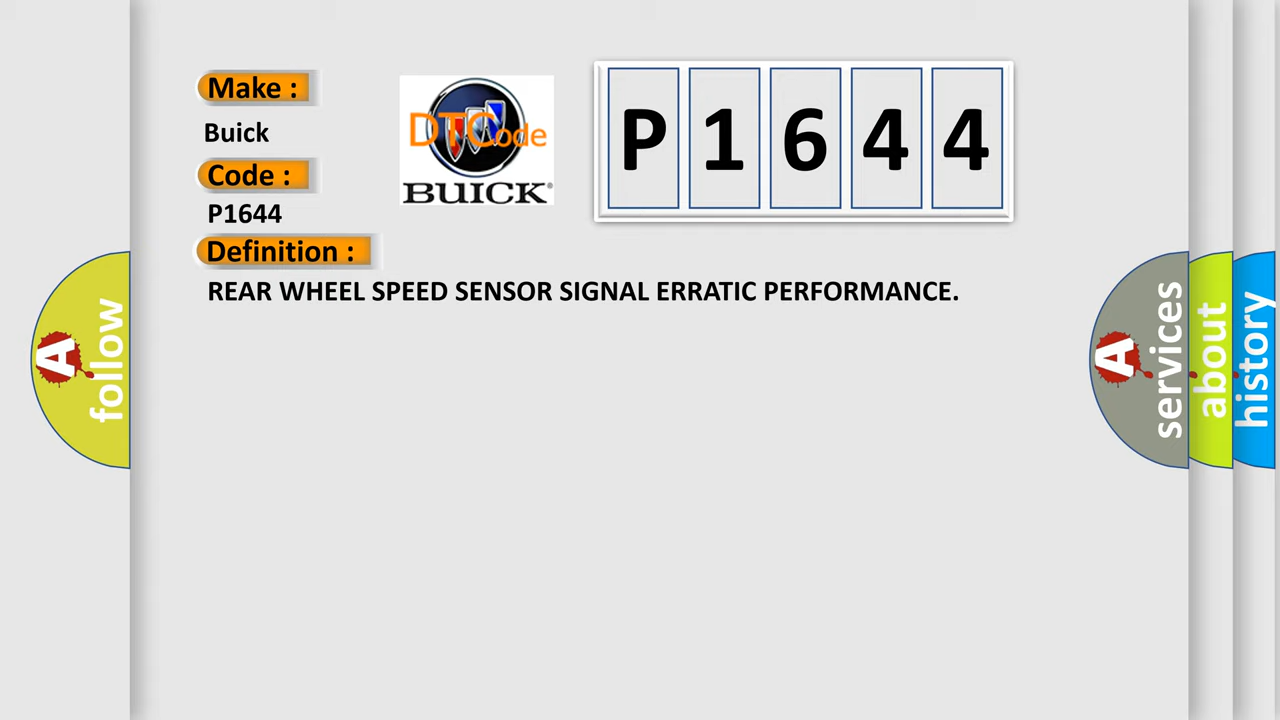 Make :
Buick
Code :
P1644
Definition :
REAR WHEEL SPEED SENSOR SIGNAL ERRATIC PERFORMANCE.
DTCode
BUICK®
P 1 6 4 4
A follow
A services
about
history